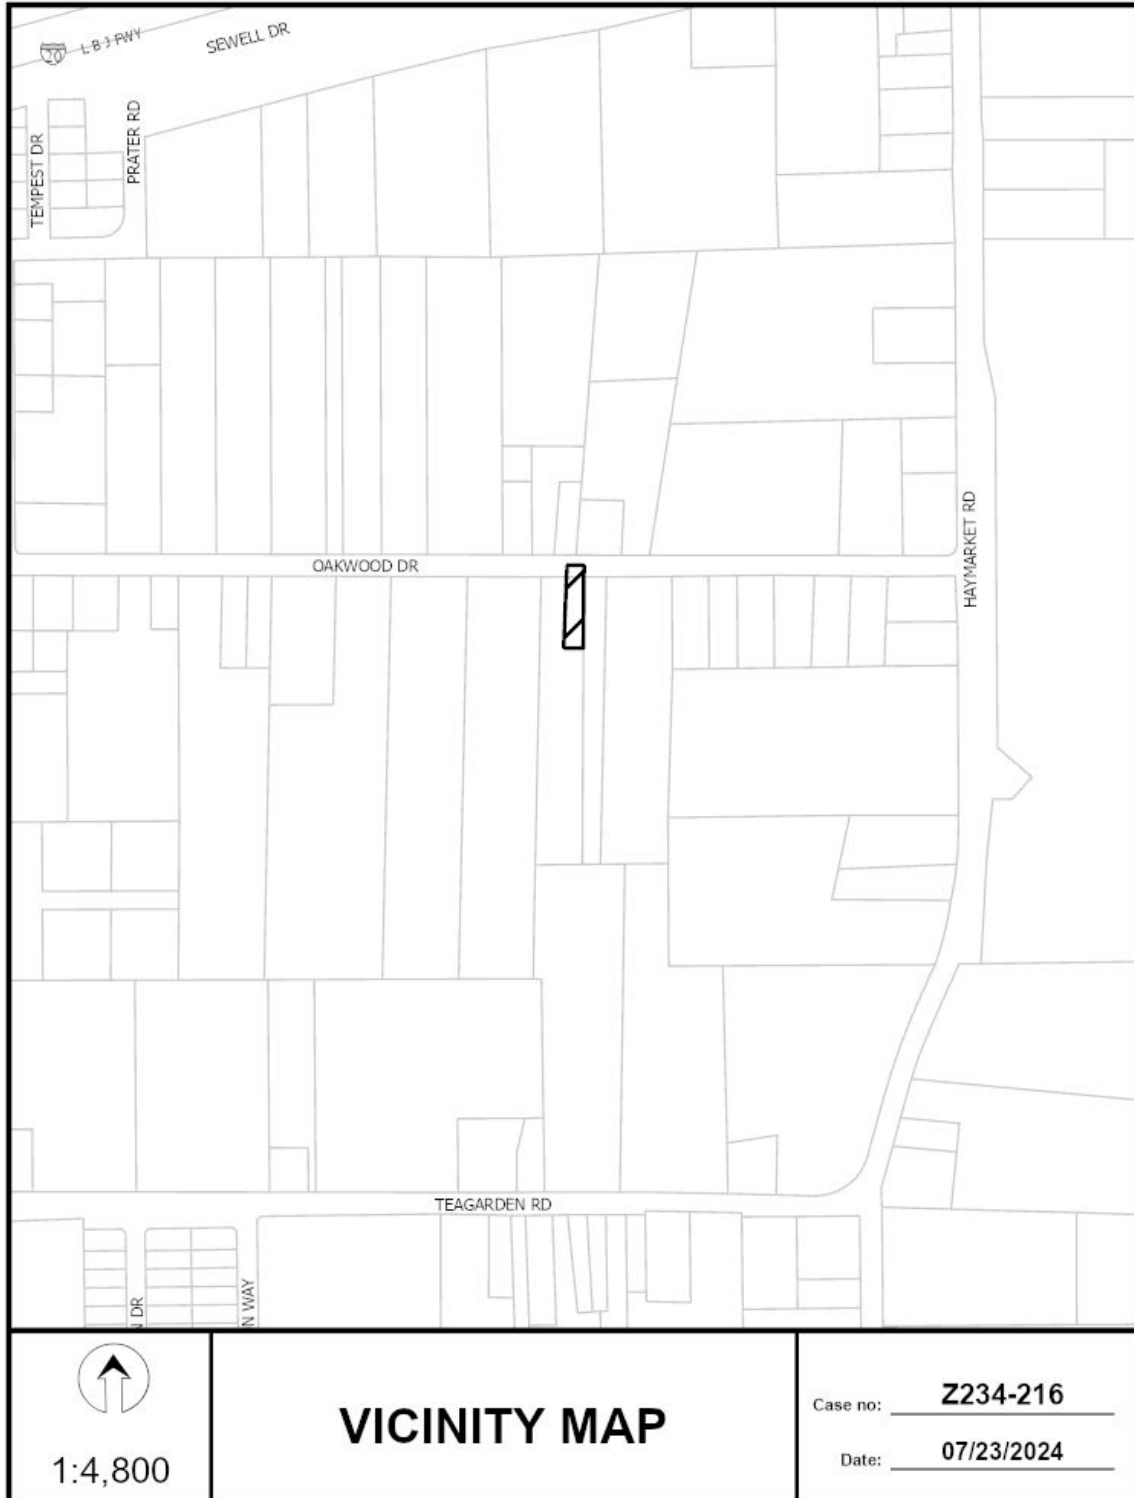 20
L B J FWY
SEWELL DR
TEMPEST DR
PRATER RD
OAKWOOD DR
HAYMARKET RD
TEAGARDEN RD
DR
N WAY
1:4,800
VICINITY MAP
Case no: Z234-216
Date: 07/23/2024